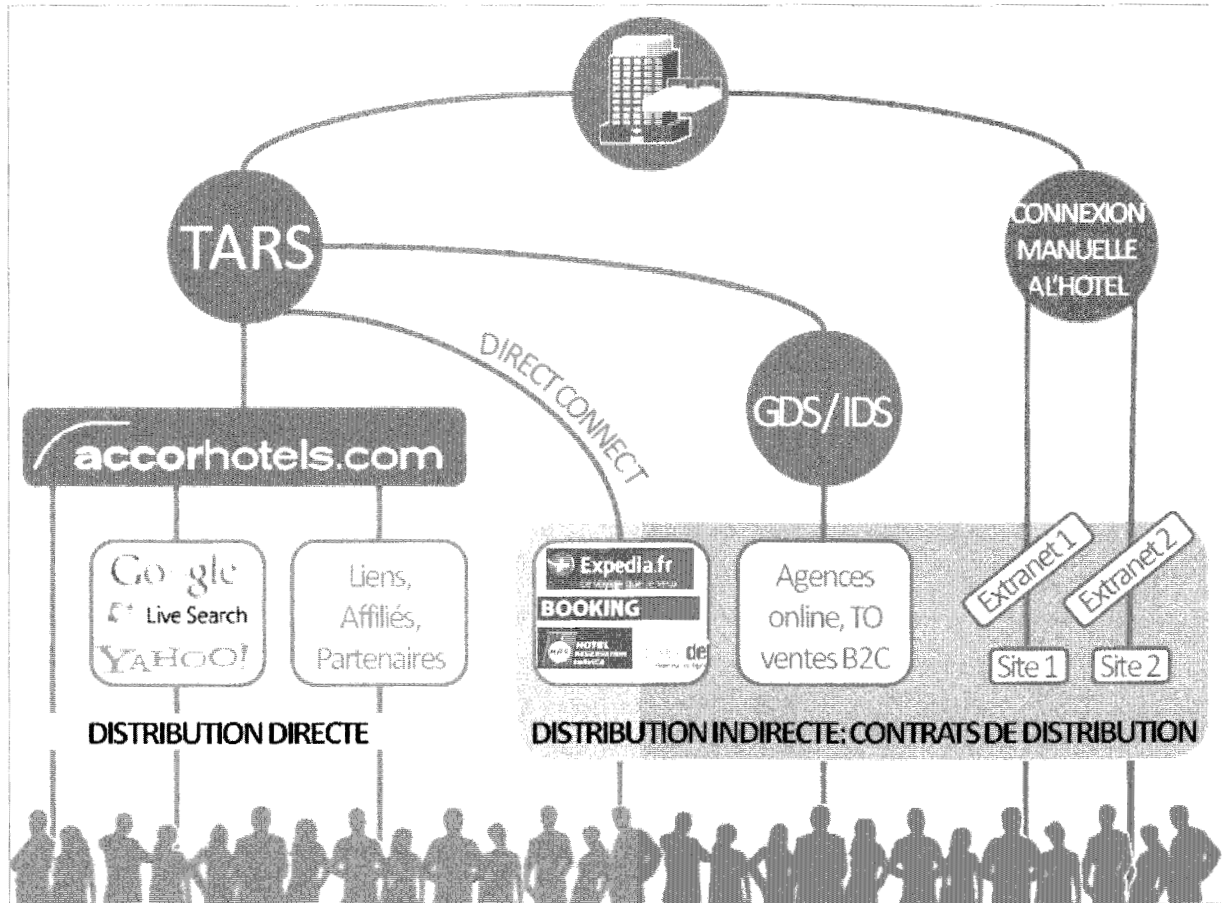 TARS
CONNEXION
MANUELLE
A L'HOTEL
DIRECT CONNECT
GDS/IDS
accorhotels.com
Google
Live Search
YAHOO!
Liens,
Affiliés,
Partenaires
Expedia.fr
BOOKING
HOTEL
Agences
online, TO
ventes B2C
Extranet 1
Extranet 2
Site 1
Site 2
DISTRIBUTION DIRECTE
DISTRIBUTION INDIRECTE: CONTRATS DE DISTRIBUTION